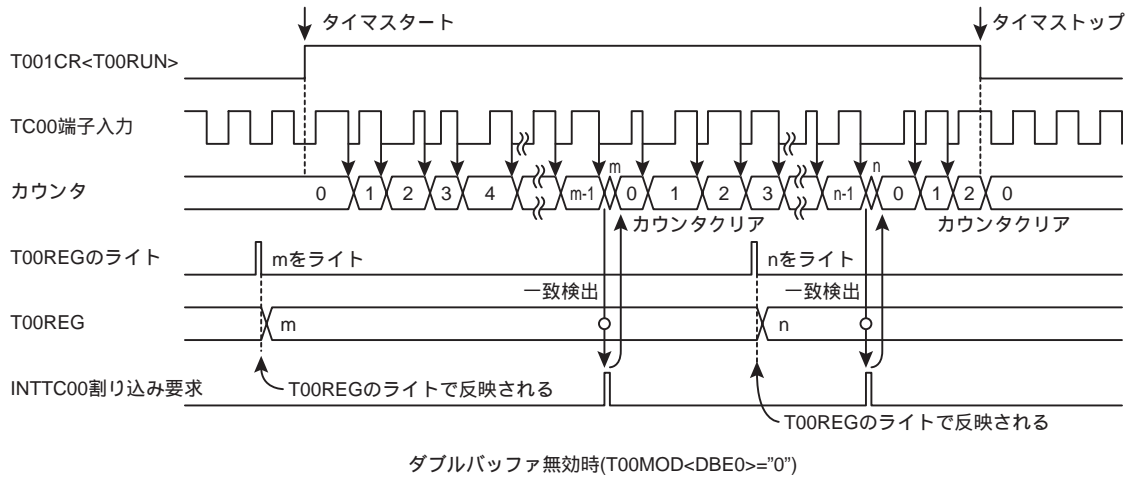 タイマスタート
タイマストップ
T001CR<T00RUN>
TC00端子入力
m
n
カウンタ
0 1 2 3 4 m-1 0 1 2 3 n-1 0 1 2 0
カウンタクリア
カウンタクリア
T00REGのライト
mをライト
nをライト
一致検出
一致検出
T00REG
m
n
INTTC00割り込み要求
T00REGのライトで反映される
T00REGのライトで反映される
ダブルバッファ無効時(T00MOD<DBE0>=”0”)